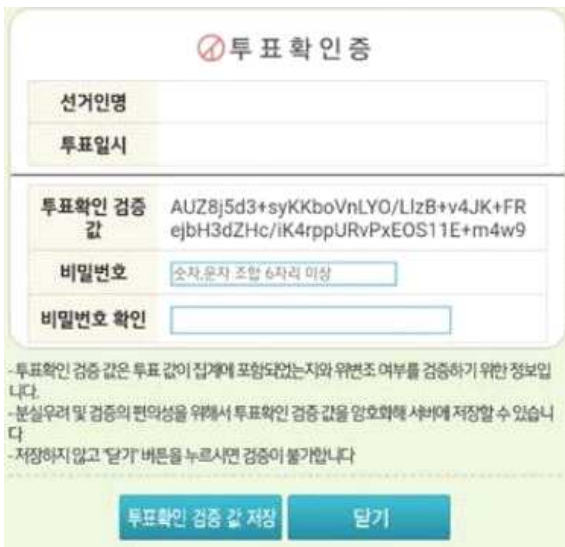 투표확인증
선거인명
투표일시
투표확인 검증
값
AUZ8j5d3+syKKboVnLYO/LlzB+v4JK+FR
ejbH3dZHc/iK4rppURvPxEOS11E+m4w9
비밀번호
숫자,문자 조합 6자리 이상
비밀번호 확인
-투표확인 검증 값은 투표 값이 집계에 포함되었는지와 위변조 여부를 검증하기 위한 정보입
니다.
-분실우려 및 검증의 편의성을 위해서 투표확인 검증 값을 암호화해 서버에 저장할 수 있습니
다
-저장하지 않고 "닫기" 버튼을 누르시면 검증이 불가합니다
투표확인 검증 값 저장
닫기